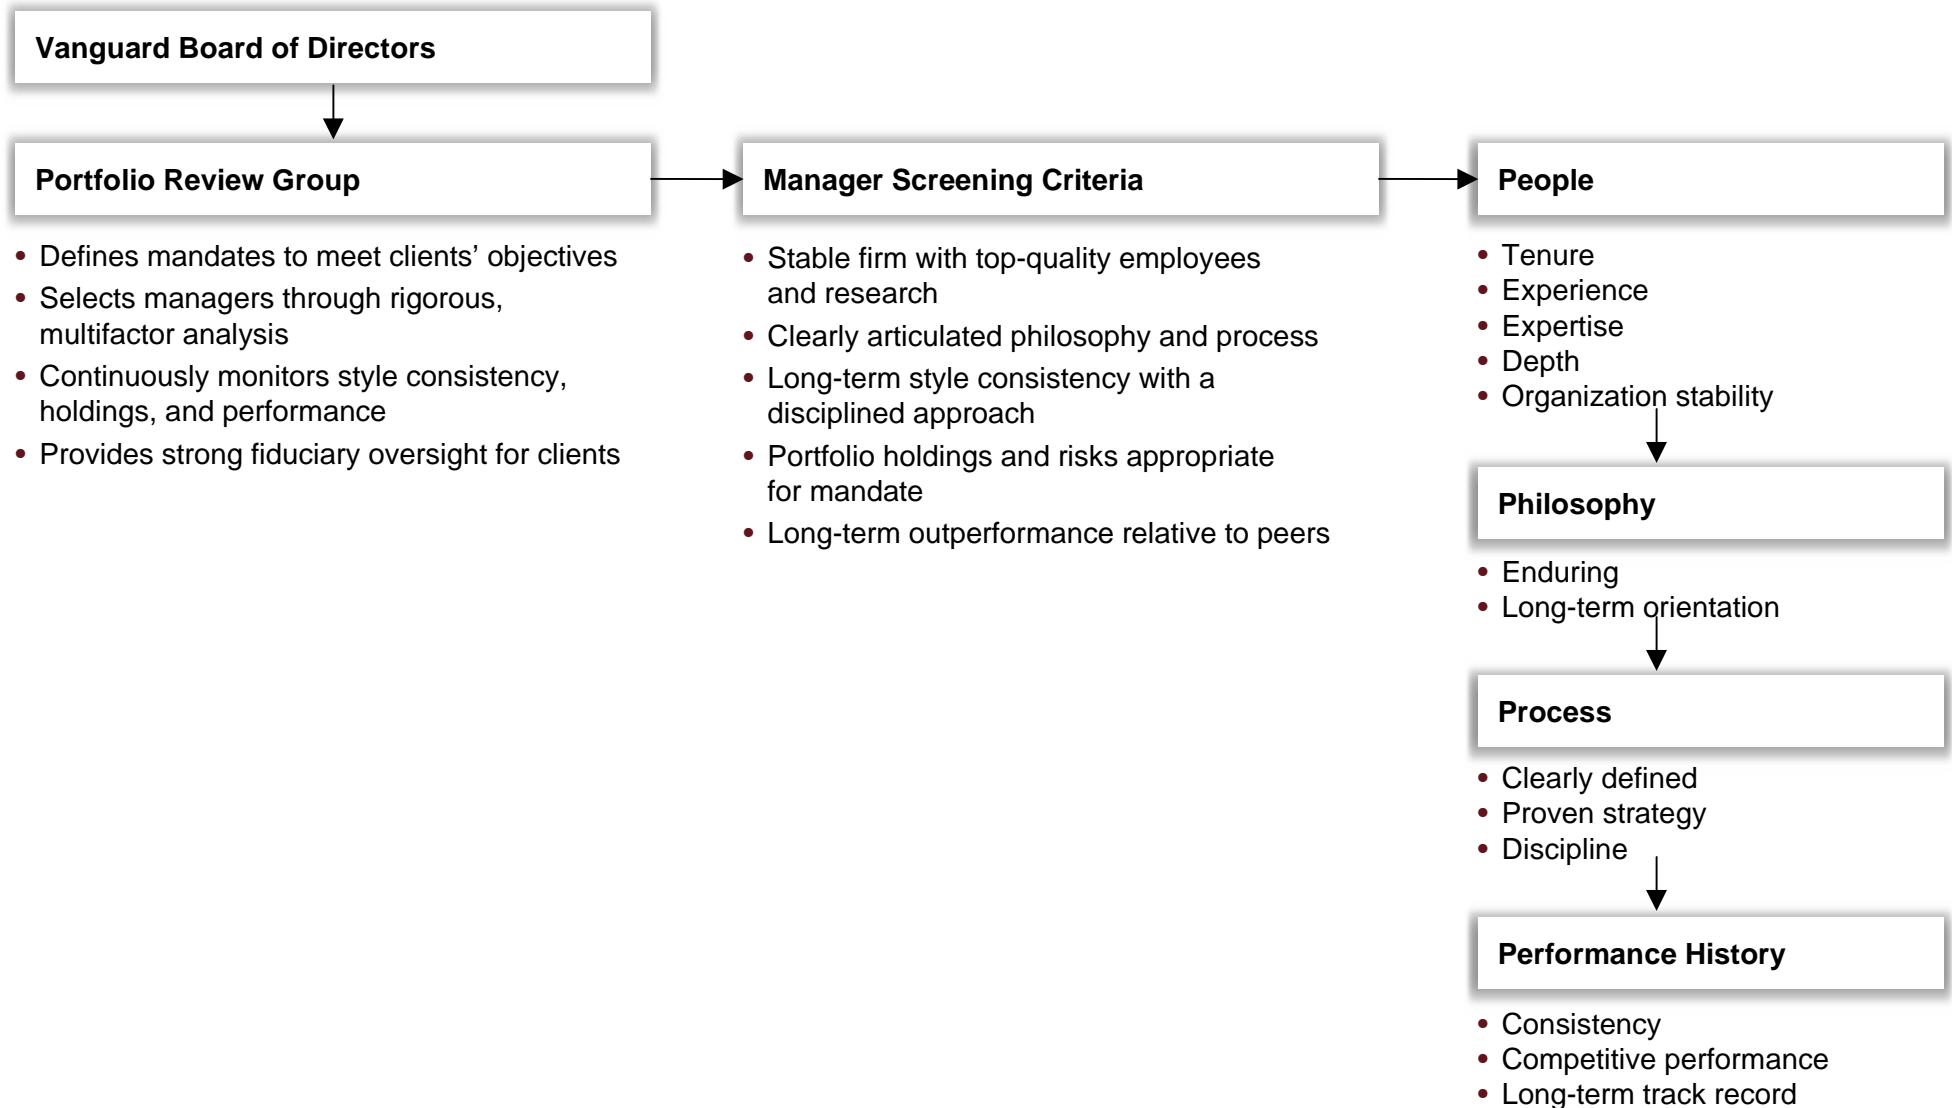 Vanguard Board of Directors
Portfolio Review Group
• Defines mandates to meet clients’ objectives
• Selects managers through rigorous,
multifactor analysis
• Continuously monitors style consistency,
holdings, and performance
• Provides strong fiduciary oversight for clients
Manager Screening Criteria
• Stable firm with top-quality employees
and research
• Clearly articulated philosophy and process
• Long-term style consistency with a
disciplined approach
• Portfolio holdings and risks appropriate
for mandate
• Long-term outperformance relative to peers
People
• Tenure
• Experience
• Expertise
• Depth
• Organization stability
Philosophy
• Enduring
• Long-term orientation
Process
• Clearly defined
• Proven strategy
• Discipline
Performance History
• Consistency
• Competitive performance
• Long-term track record